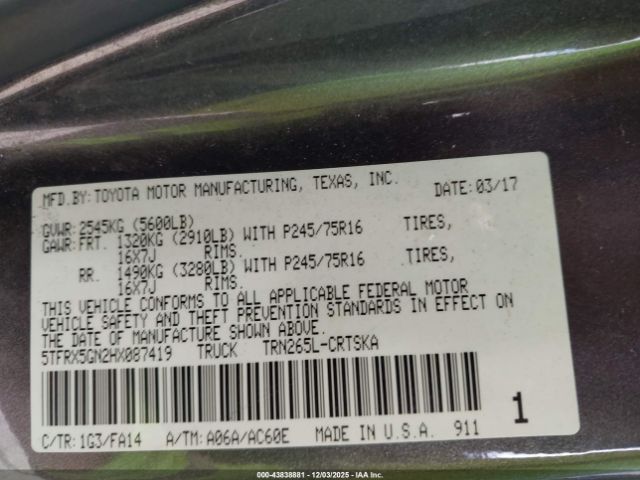 MFD.BY: TOYOTA MOTOR MANUFACTURING, TEXAS, INC. DATE: 03/17
GVWR: 2545KG (5600LB)
GAWR: FRT. 1320KG (2910LB) WITH P245/75R16 TIRES,
16X7J RIMS.
RR. 1490KG (3280LB) WITH P245/75R16 TIRES,
16X7J RIMS.
THIS VEHICLE CONFORMS TO ALL APPLICABLE FEDERAL MOTOR
VEHICLE SAFETY AND THEFT PREVENTION STANDARDS IN EFFECT ON
THE DATE OF MANUFACTURE SHOWN ABOVE.
5TFRX5GN2HX087419 TRUCK TRN265L-CRTSKA
1
C/TR: 1G3/FA14 A/TM: A06A/AC60E MADE IN U.S.A. 911
000-43838881 - 12/03/2025 - IAA Inc.